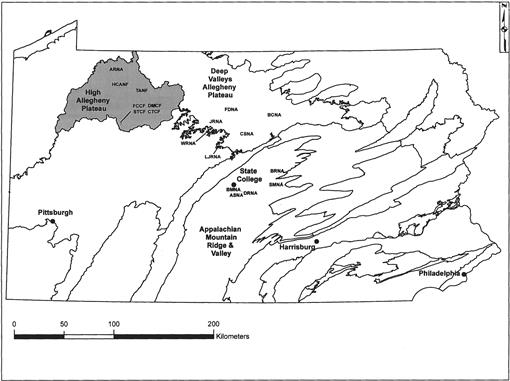 N
ARNA
HCANF
TANF
High
Allegheny
Plateau
FCCF DMCF
STCF CTCF
Deep
Valleys
Allegheny
Plateau
FDNA
JRNA
BCNA
CSNA
WRNA
LJRNA
State
College
BRNA
BMNA
ASNA
DRNA
SMNA
Pittsburgh
Appalachian
Mountain
Ridge &
Valley
Harrisburg
Philadelphia
0 50 100 200
Kilometers